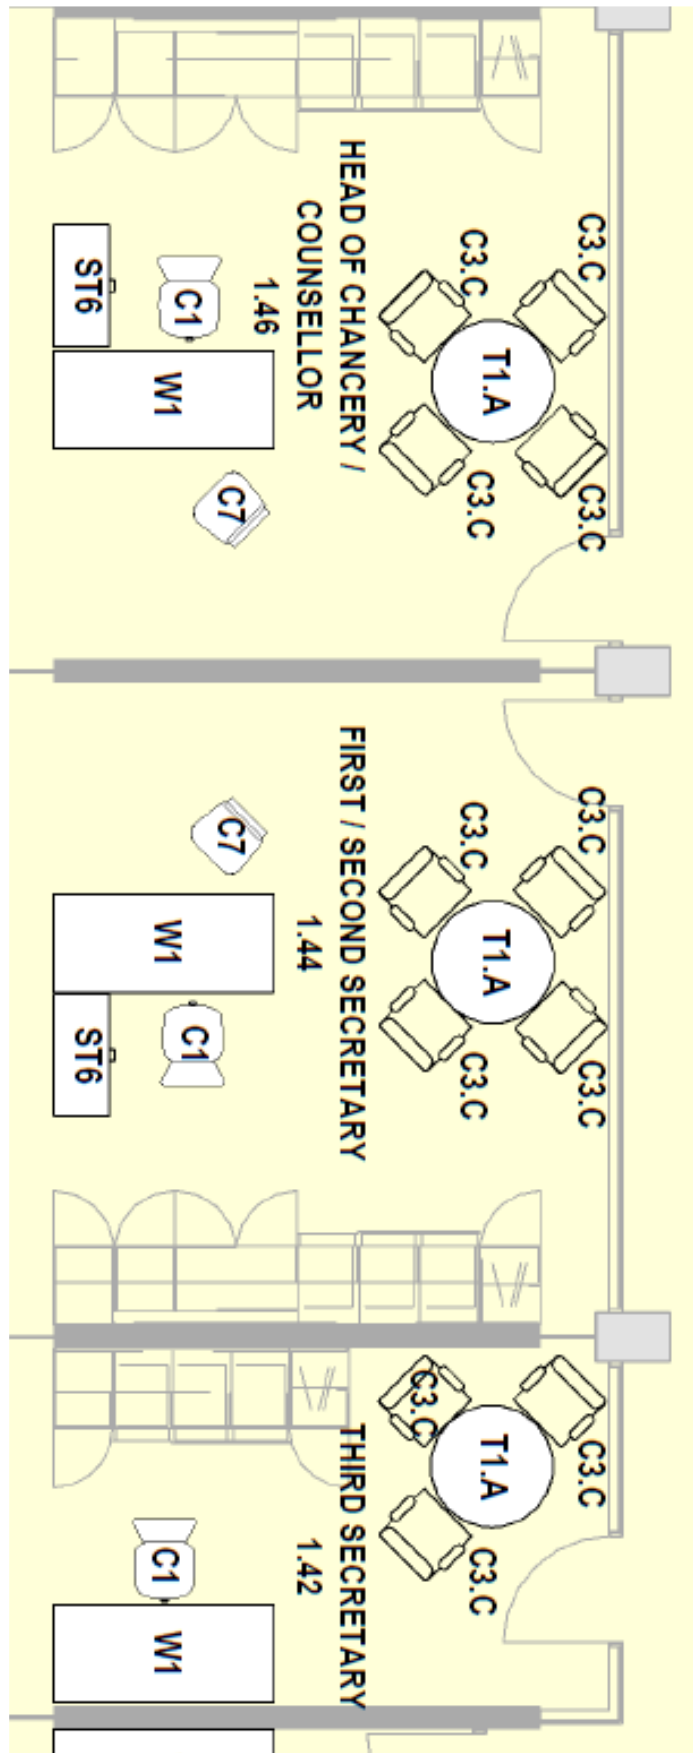 C3.C
C3.C
T1.A
C3.C
C3.C
HEAD OF CHANCERY /
COUNSELLOR
1.46
C7
C1
W1
ST6
C3.C
C3.C
T1.A
C3.C
C3.C
FIRST / SECOND SECRETARY
1.44
C7
C1
W1
ST6
C3.C
T1.A
C3.C
C3.C
THIRD SECRETARY
1.42
C1
W1